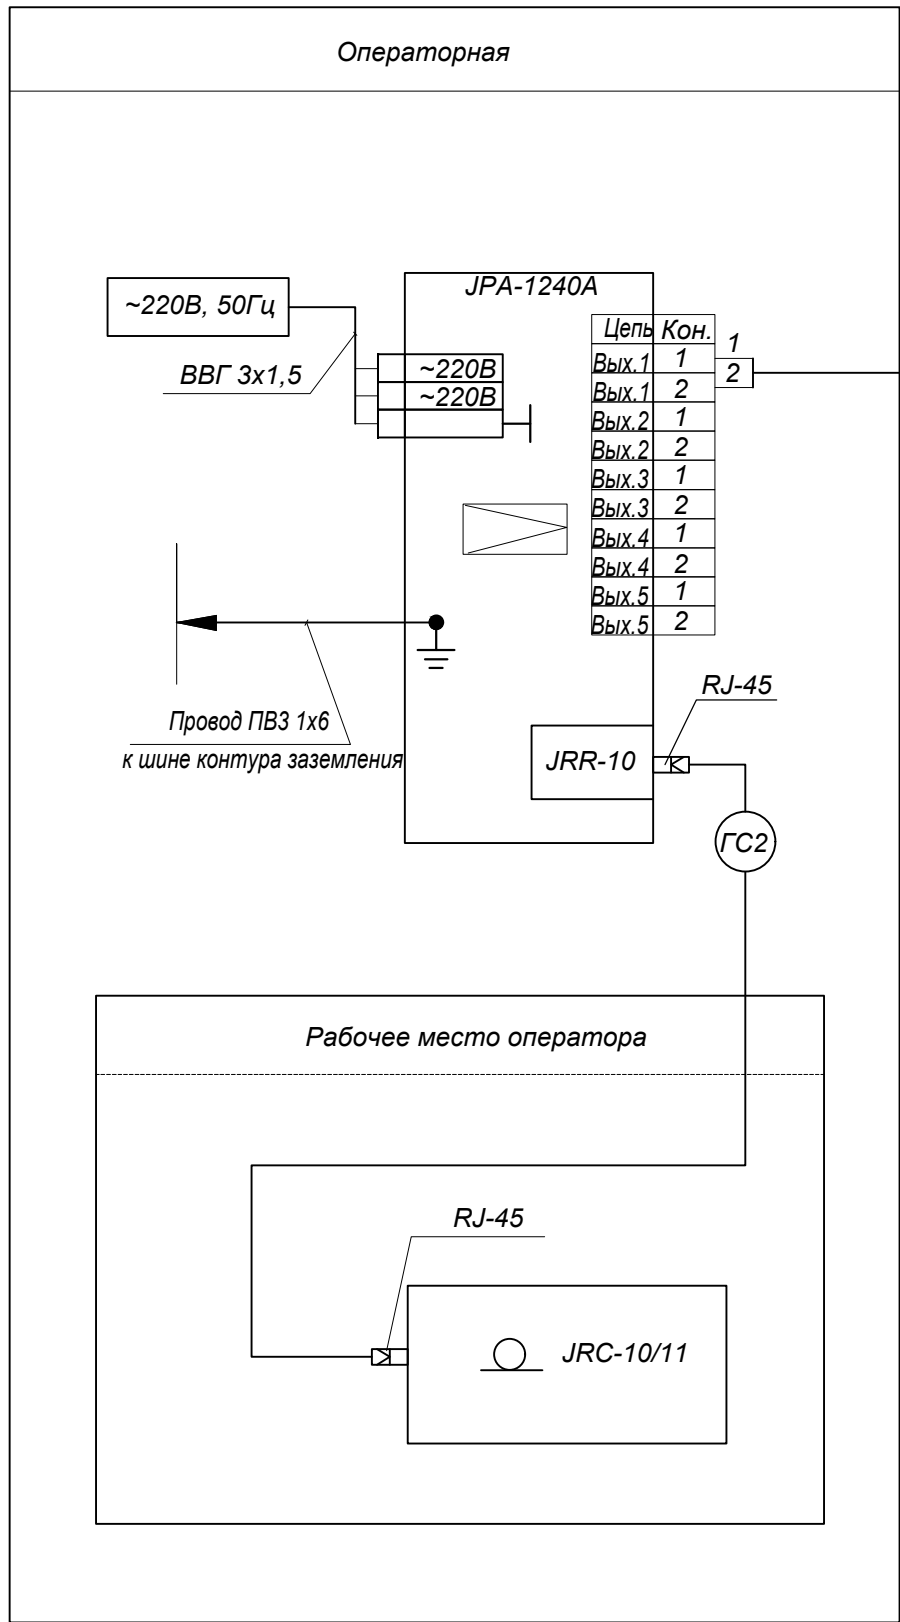 Операторная
JPA-1240A
~220В, 50Гц
ВВГ 3х1,5
~220В
~220В
Цепь Кон.
Вых.1 1
Вых.1 2
Вых.2 1
Вых.2 2
Вых.3 1
Вых.3 2
Вых.4 1
Вых.4 2
Вых.5 1
Вых.5 2
1
2
Провод ПВЗ 1х6
к шине контура заземления
RJ-45
JRR-10
ГС2
Рабочее место оператора
RJ-45
JRC-10/11